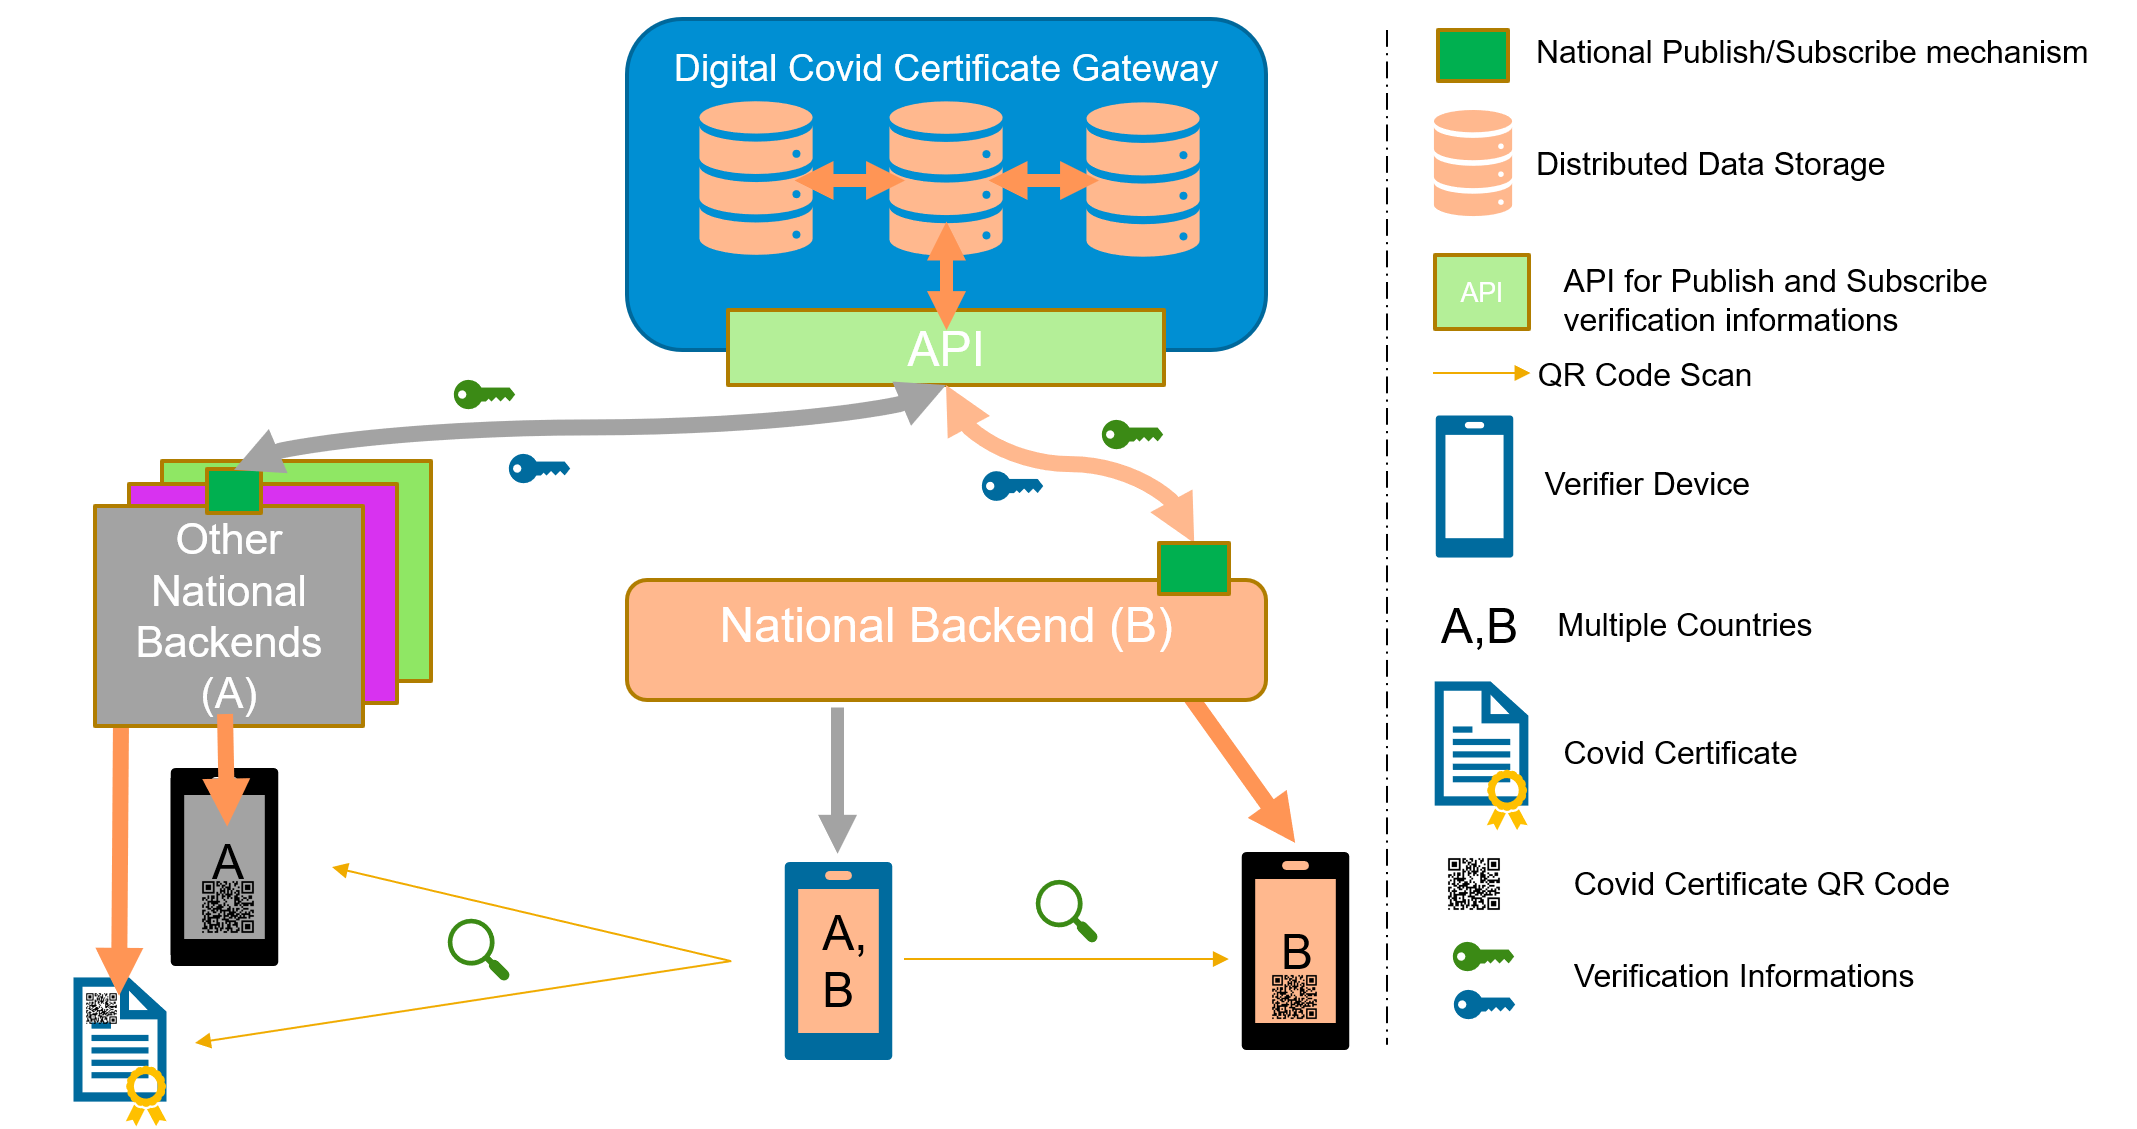 Digital Covid Certificate Gateway
API
Other
National
Backends
(A)
National Backend (B)
A
A,
B
B
National Publish/Subscribe mechanism
Distributed Data Storage
API
API for Publish and Subscribe
verification informations
QR Code Scan
Verifier Device
A,B
Multiple Countries
Covid Certificate
Covid Certificate QR Code
Verification Informations